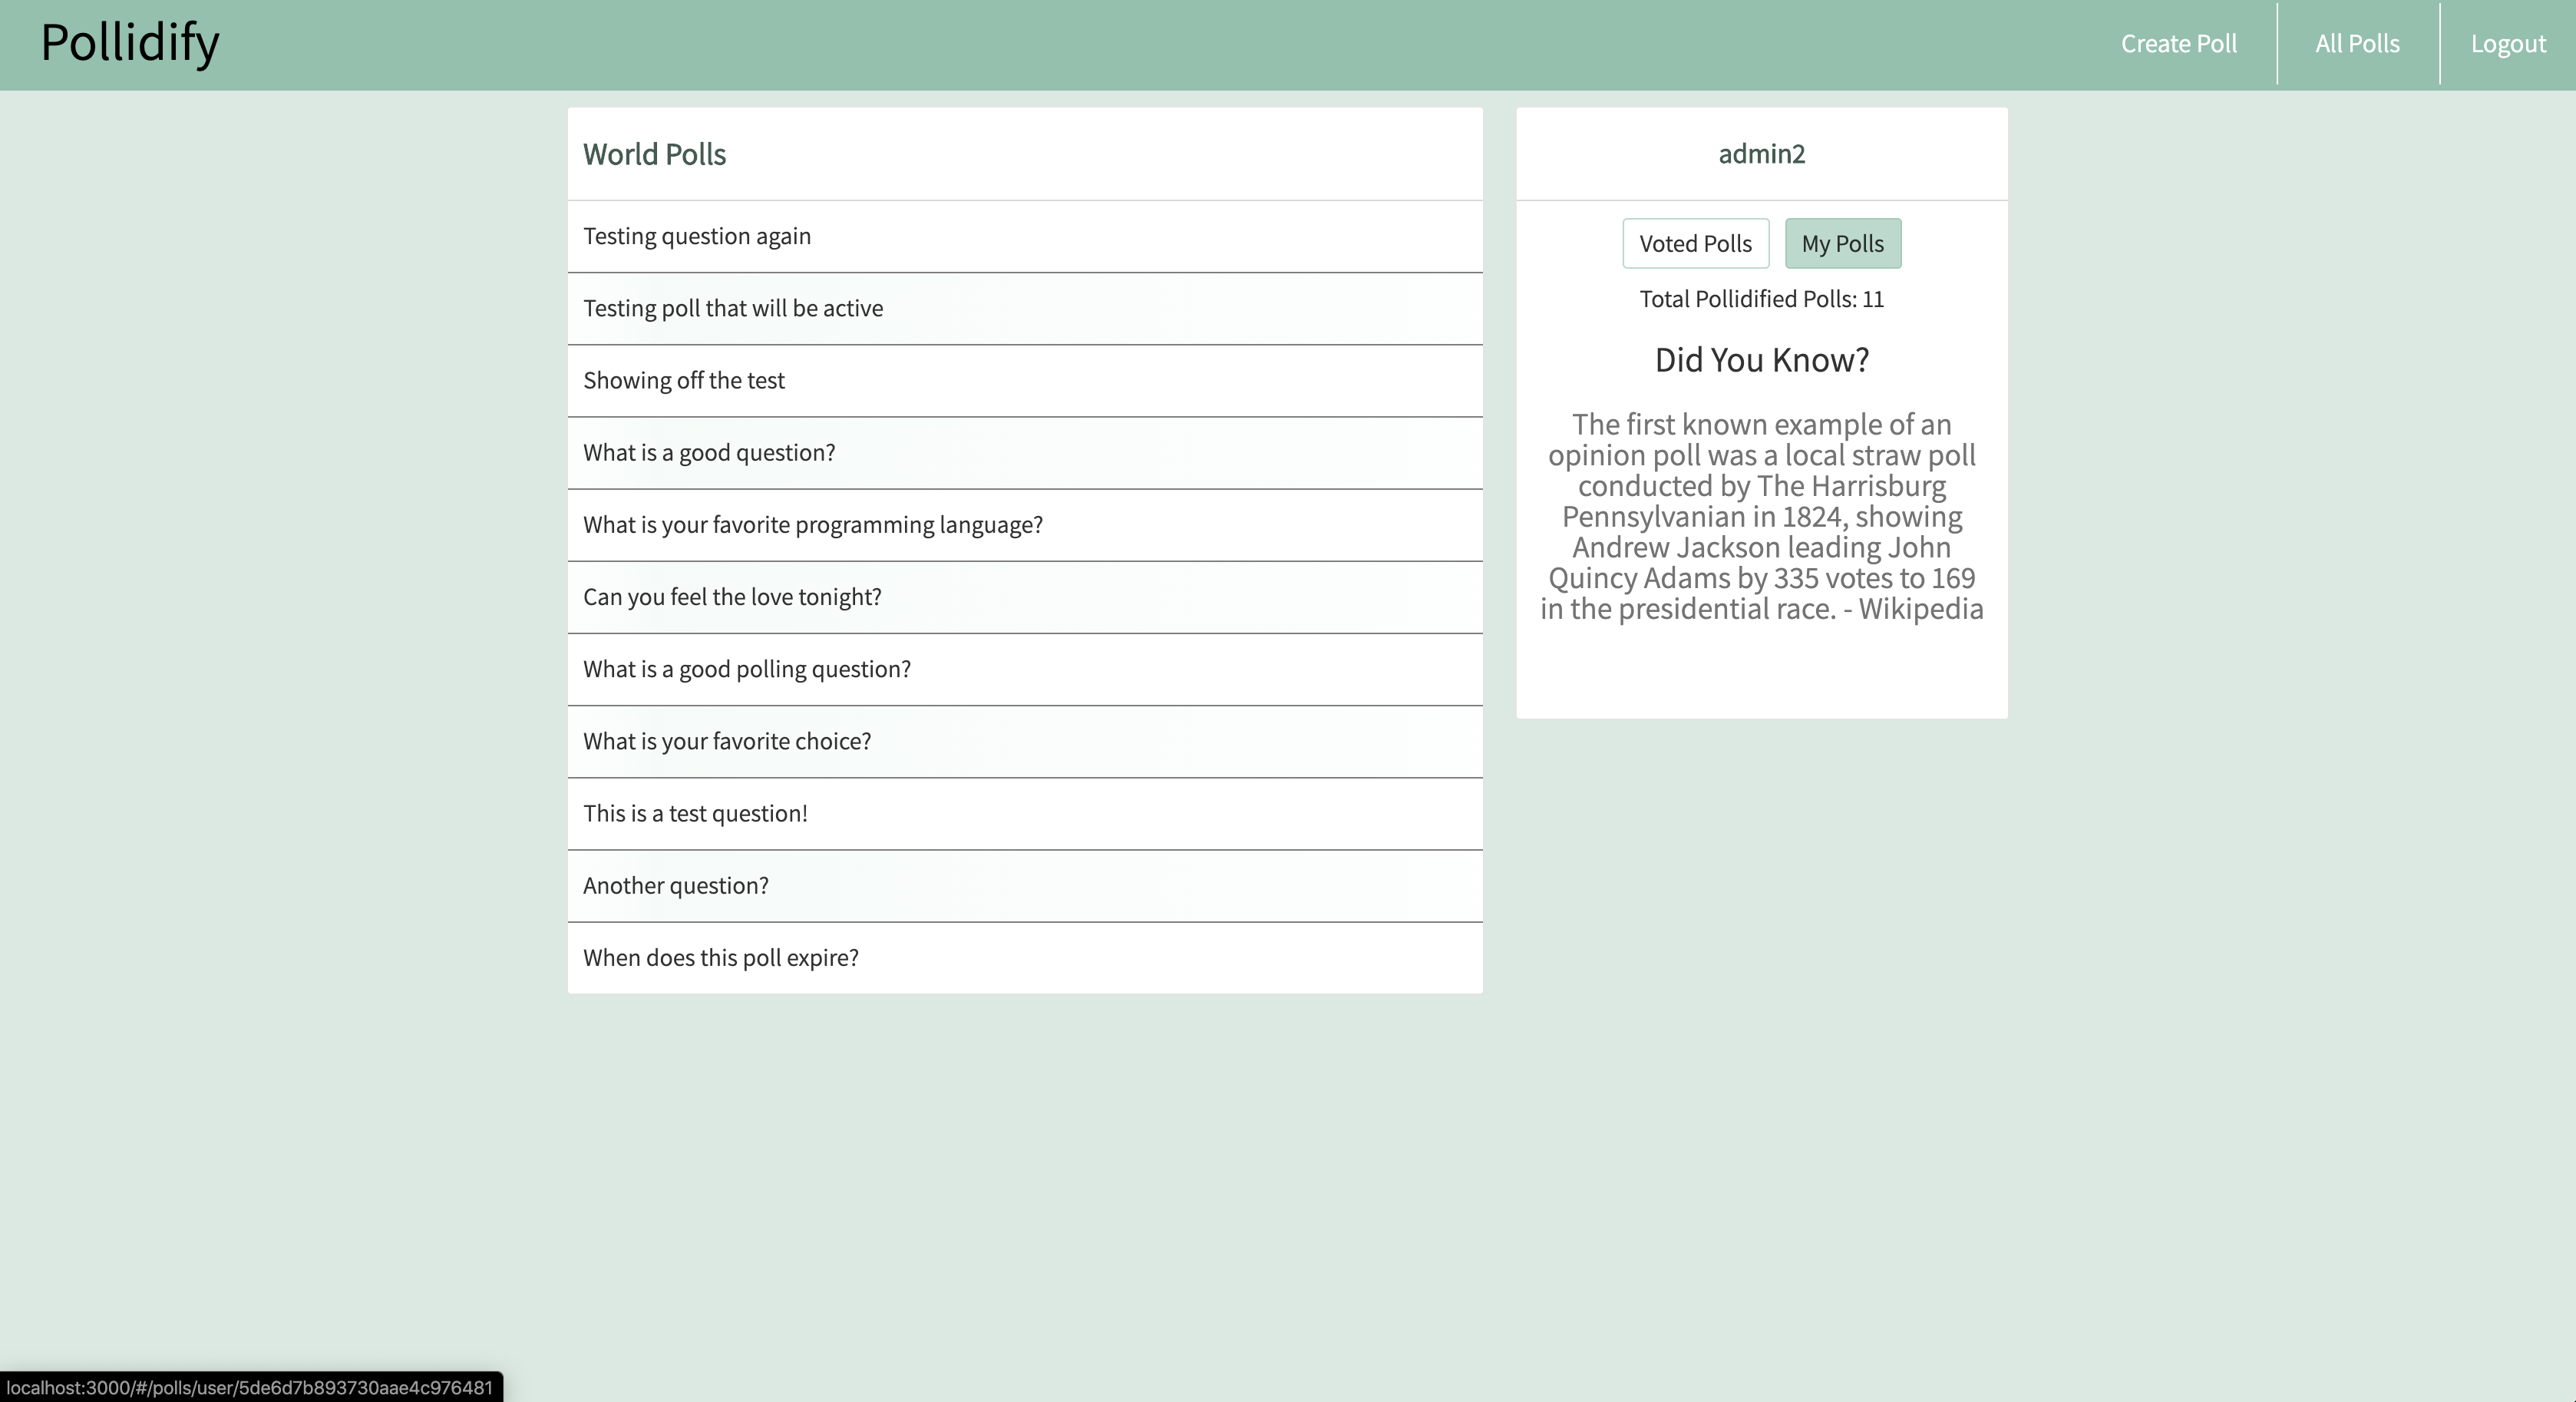 Pollidify
Create Poll
All Polls
Logout
World Polls
Testing question again
Testing poll that will be active
Showing off the test
What is a good question?
What is your favorite programming language?
Can you feel the love tonight?
What is a good polling question?
What is your favorite choice?
This is a test question!
Another question?
When does this poll expire?
admin2
Voted Polls
My Polls
Total Pollidified Polls: 11
Did You Know?
The first known example of an
opinion poll was a local straw poll
conducted by The Harrisburg
Pennsylvanian in 1824, showing
Andrew Jackson leading John
Quincy Adams by 335 votes to 169
in the presidential race. - Wikipedia
localhost:3000/#/polls/user/5de6d7b893730aae4c976481